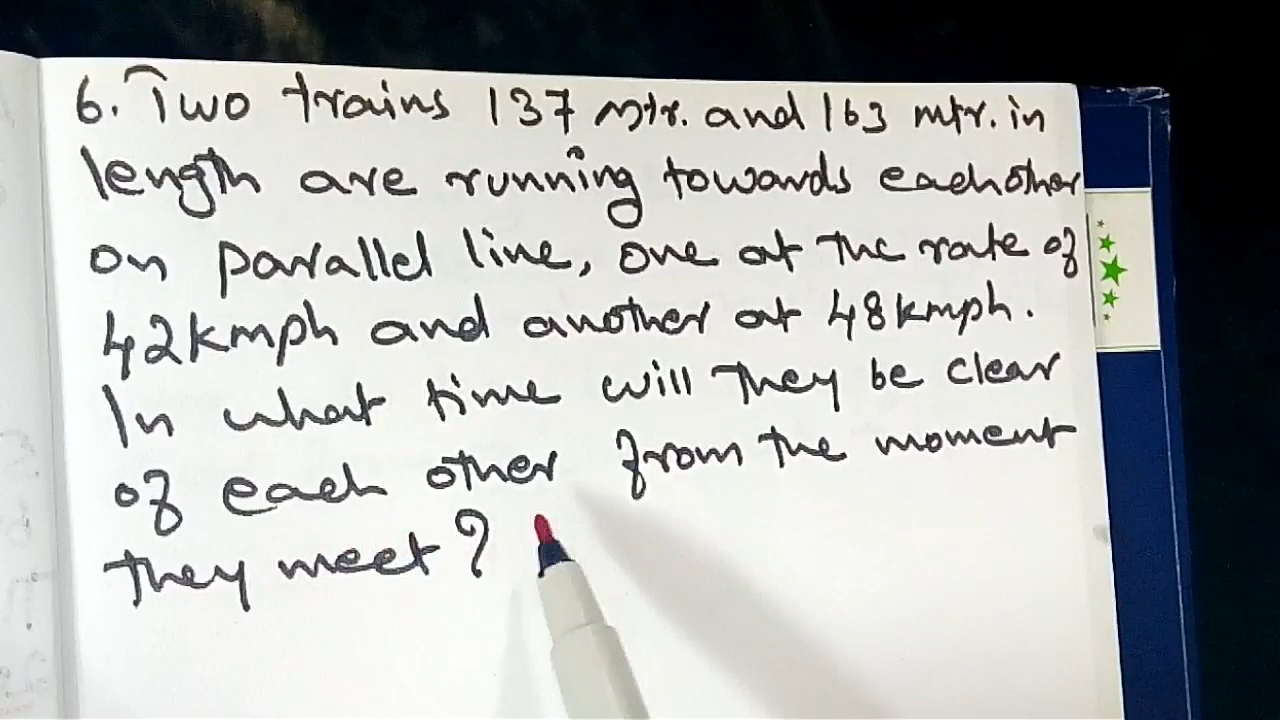 6. Two trains 137 mtr. and 163 mtr. in
length are running towards eachother
on parallel line, one at the rate of
42kmph and another at 48kmph.
In what time will they be clear
of each other from the moment
they meet?